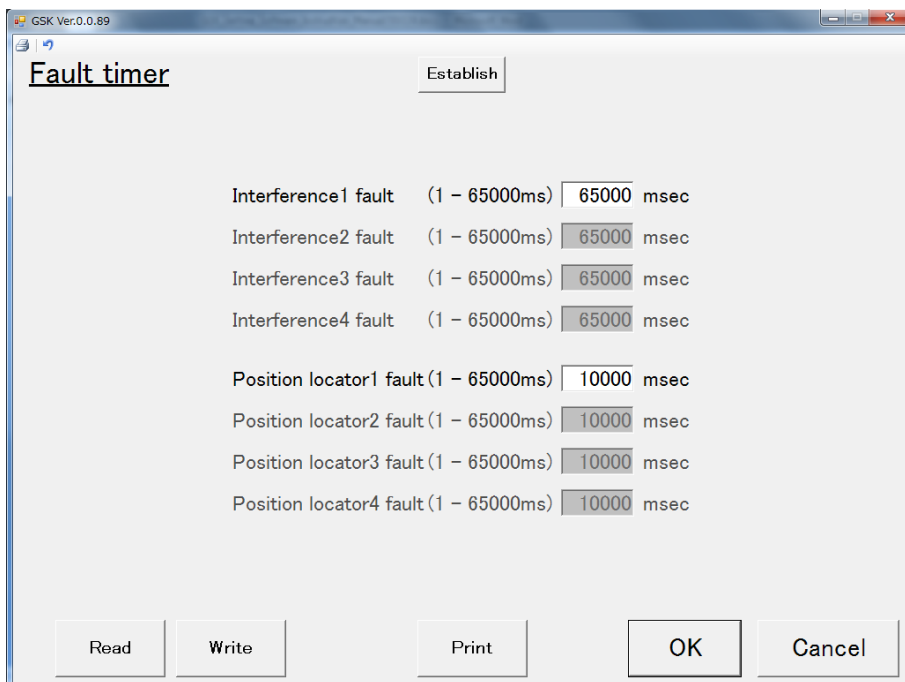 GSK Ver.0.0.89
Fault timer
Establish
Interference1 fault (1 - 65000ms) 65000 msec
Interference2 fault (1 - 65000ms) 65000 msec
Interference3 fault (1 - 65000ms) 65000 msec
Interference4 fault (1 - 65000ms) 65000 msec
Position locator1 fault (1 - 65000ms) 10000 msec
Position locator2 fault (1 - 65000ms) 10000 msec
Position locator3 fault (1 - 65000ms) 10000 msec
Position locator4 fault (1 - 65000ms) 10000 msec
Read Write Print OK Cancel